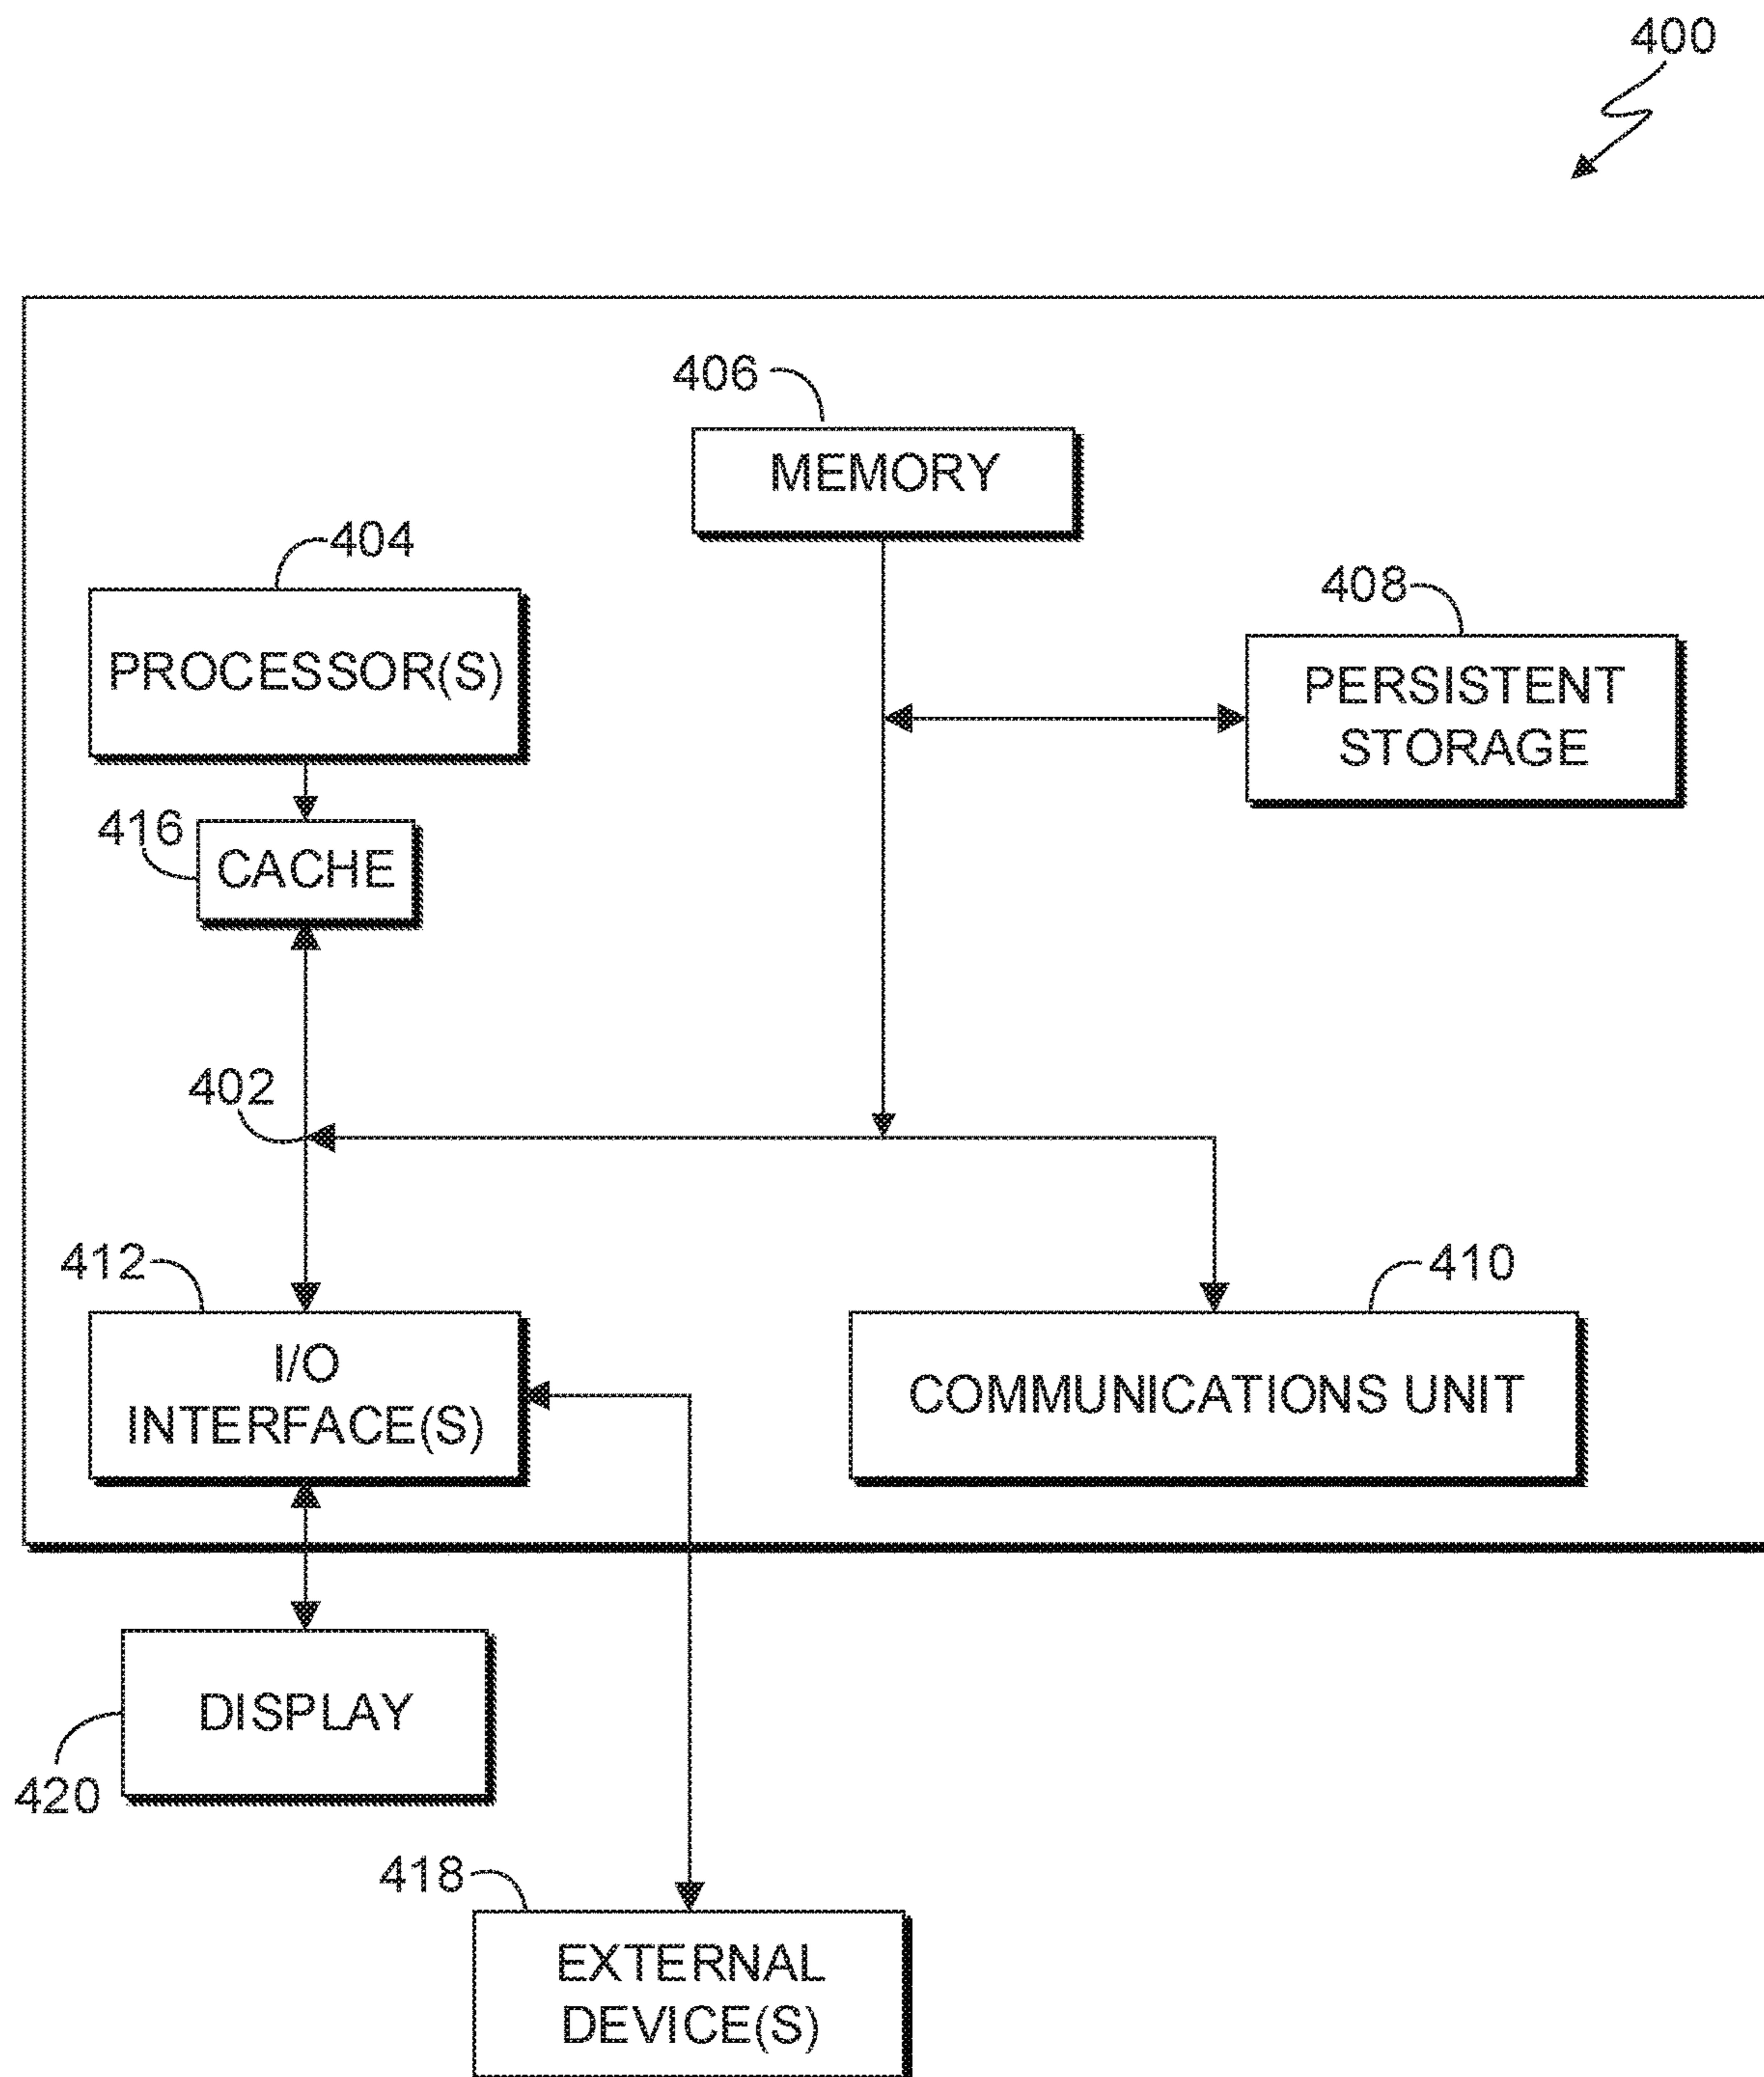 400
406
MEMORY
404
PROCESSOR(S)
408
PERSISTENT
STORAGE
416
CACHE
402
412
I/O
INTERFACE(S)
410
COMMUNICATIONS UNIT
DISPLAY
420
418
EXTERNAL
DEVICE(S)